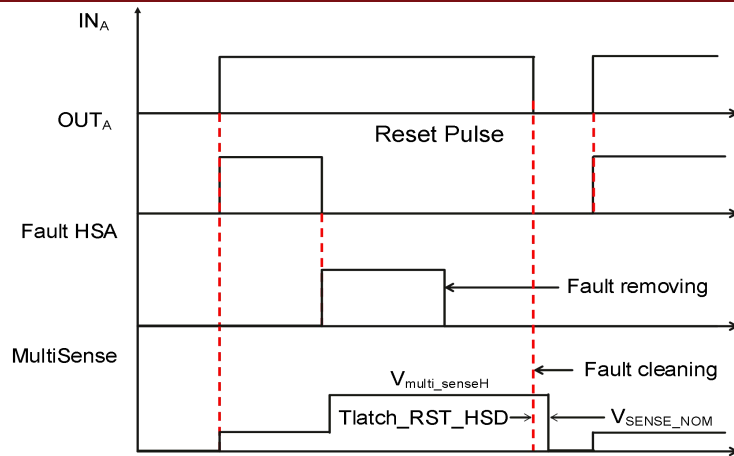 IN_A
OUT_A
Reset Pulse
Fault HSA
Fault removing
MultiSense
Fault cleaning
V_multi_senseH
Tlatch_RST_HSD
V_SENSE_NOM